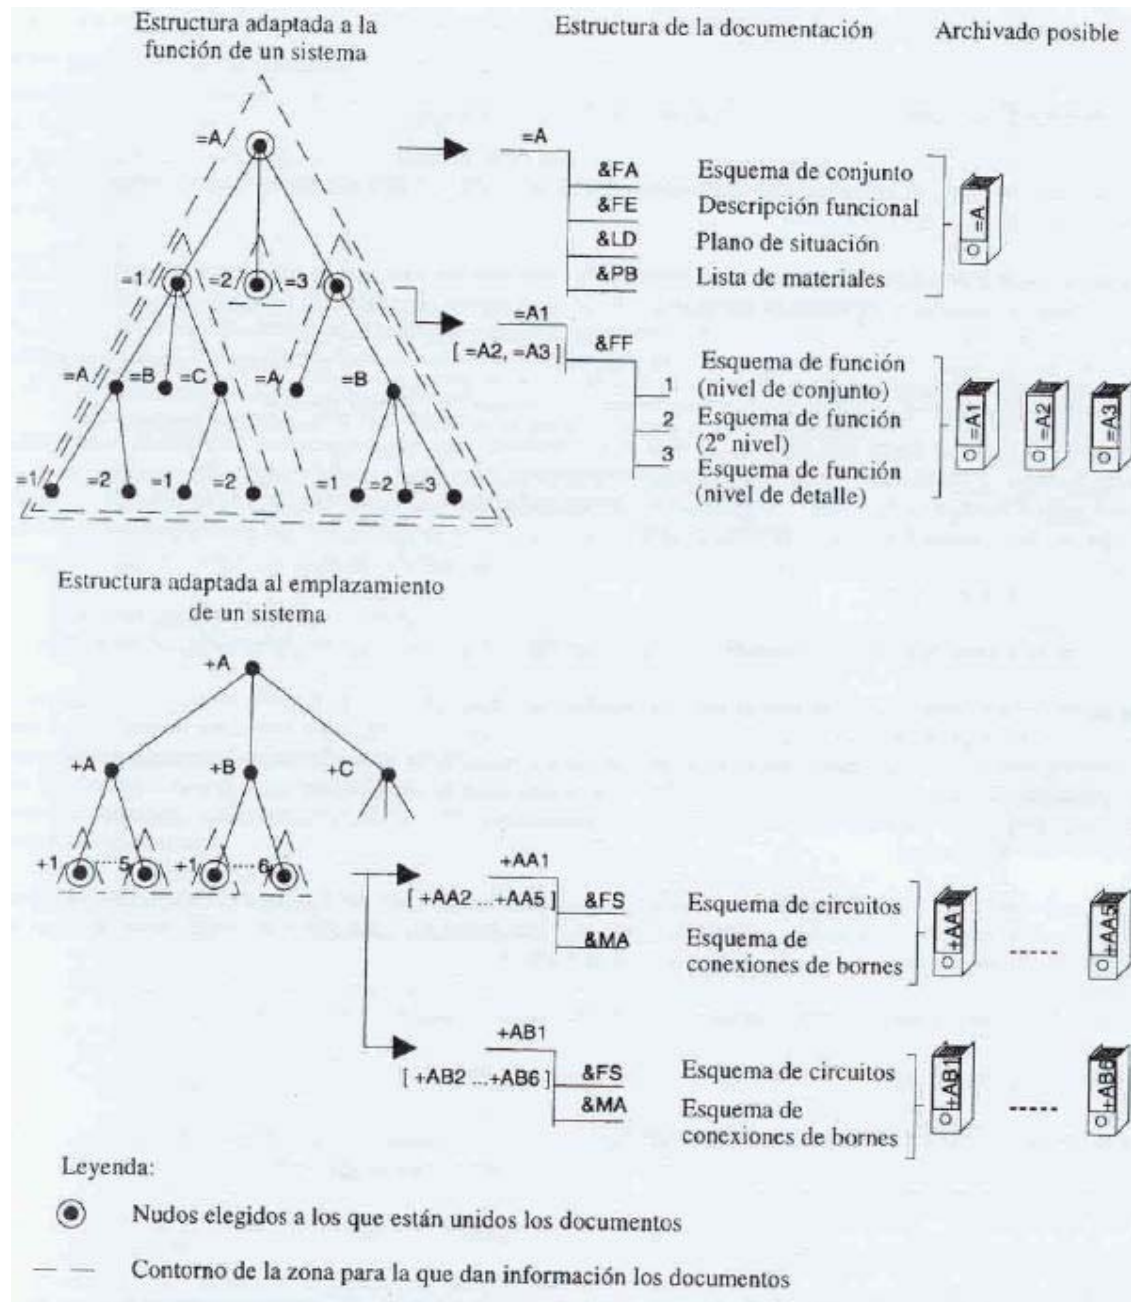 Estructura adaptada a la
función de un sistema
Estructura de la documentación
Archivado posible
=A
=1
=2
=3
=A
=B
=C
=A
=B
=1
=2
=1
=2
=1
=2
=3
=A
&FA
Esquema de conjunto
&FE
Descripción funcional
&LD
Plano de situación
&PB
Lista de materiales
=A
=A1
[ =A2, =A3 ]
&FF
1
Esquema de función
(nivel de conjunto)
2
Esquema de función
(2º nivel)
3
Esquema de función
(nivel de detalle)
=A1
=A2
=A3
Estructura adaptada al emplazamiento
de un sistema
+A
+A
+B
+C
+1
....5
+1
.....6
+AA1
[ +AA2 ...+AA5 ]
&FS
Esquema de circuitos
&MA
Esquema de
conexiones de bornes
+AA1
......
+AA5
+AB1
[ +AB2 ...+AB6 ]
&FS
Esquema de circuitos
&MA
Esquema de
conexiones de bornes
+AB1
......
+AB6
Leyenda:
Nudos elegidos a los que están unidos los documentos
Contorno de la zona para la que dan información los documentos